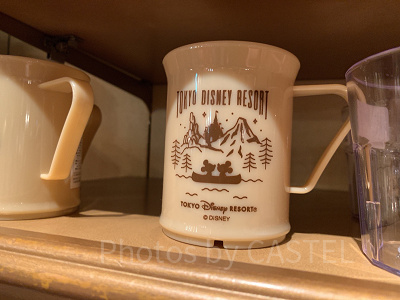 TOKYO DISNEY RESORT
TOKYO Disney RESORT®
© DISNEY
Photos by CASTEL